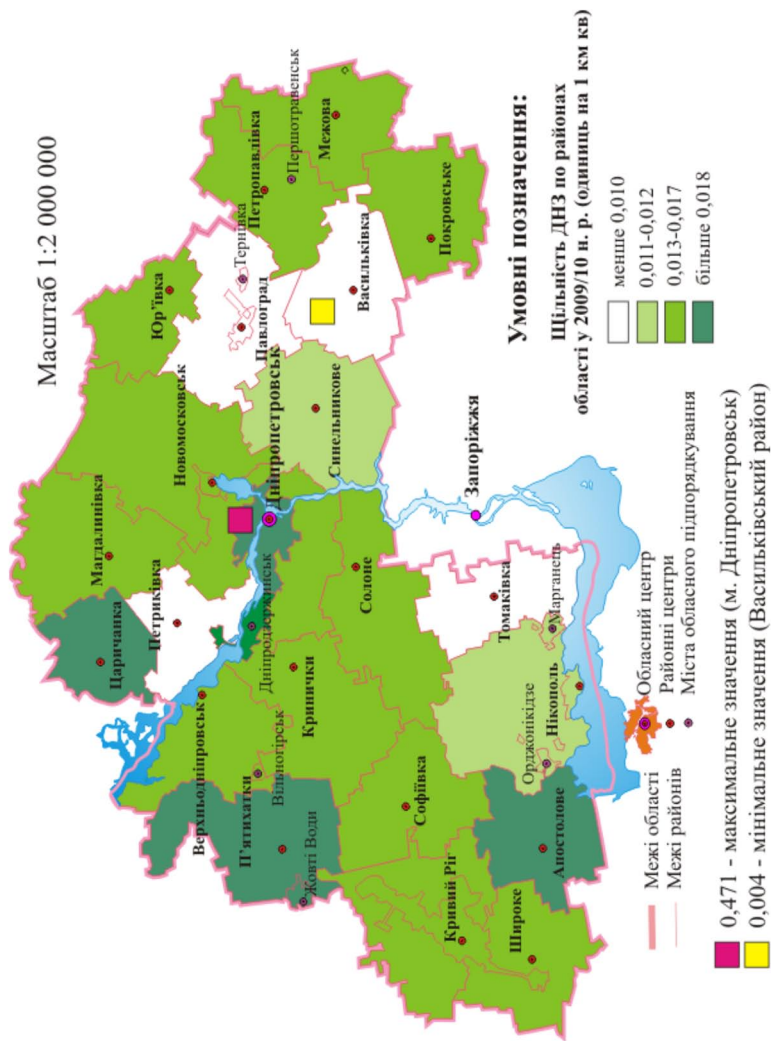 Масштаб 1:2 000 000
Царичанка
Магдалинівка
Юр'ївка
Петриківка
Новомосковськ
Тернівка
Павлоград
Петропавлівка
Першотравенськ
Межова
Верхньодніпровськ
Дніпродзержинськ
Дніпропетровськ
Васильківка
П'ятихатки
Вільногірськ
Кринички
Синельникове
Покровське
Жовті Води
Солоне
Софіївка
Кривий Ріг
Томаківка
Запоріжжя
Широке
Апостолове
Орджонікідзе
Марганець
Нікополь
Умовні позначення:
Щільність ДНЗ по районах
області у 2009/10 н. р. (одиниць на 1 км кв)
менше 0,010
0,011-0,012
0,013-0,017
більше 0,018
Межі області
Межі районів
Обласний центр
Районні центри
Міста обласного підпорядкування
0,471 - максимальне значення (м. Дніпропетровськ)
0,004 - мінімальне значення (Васильківський район)